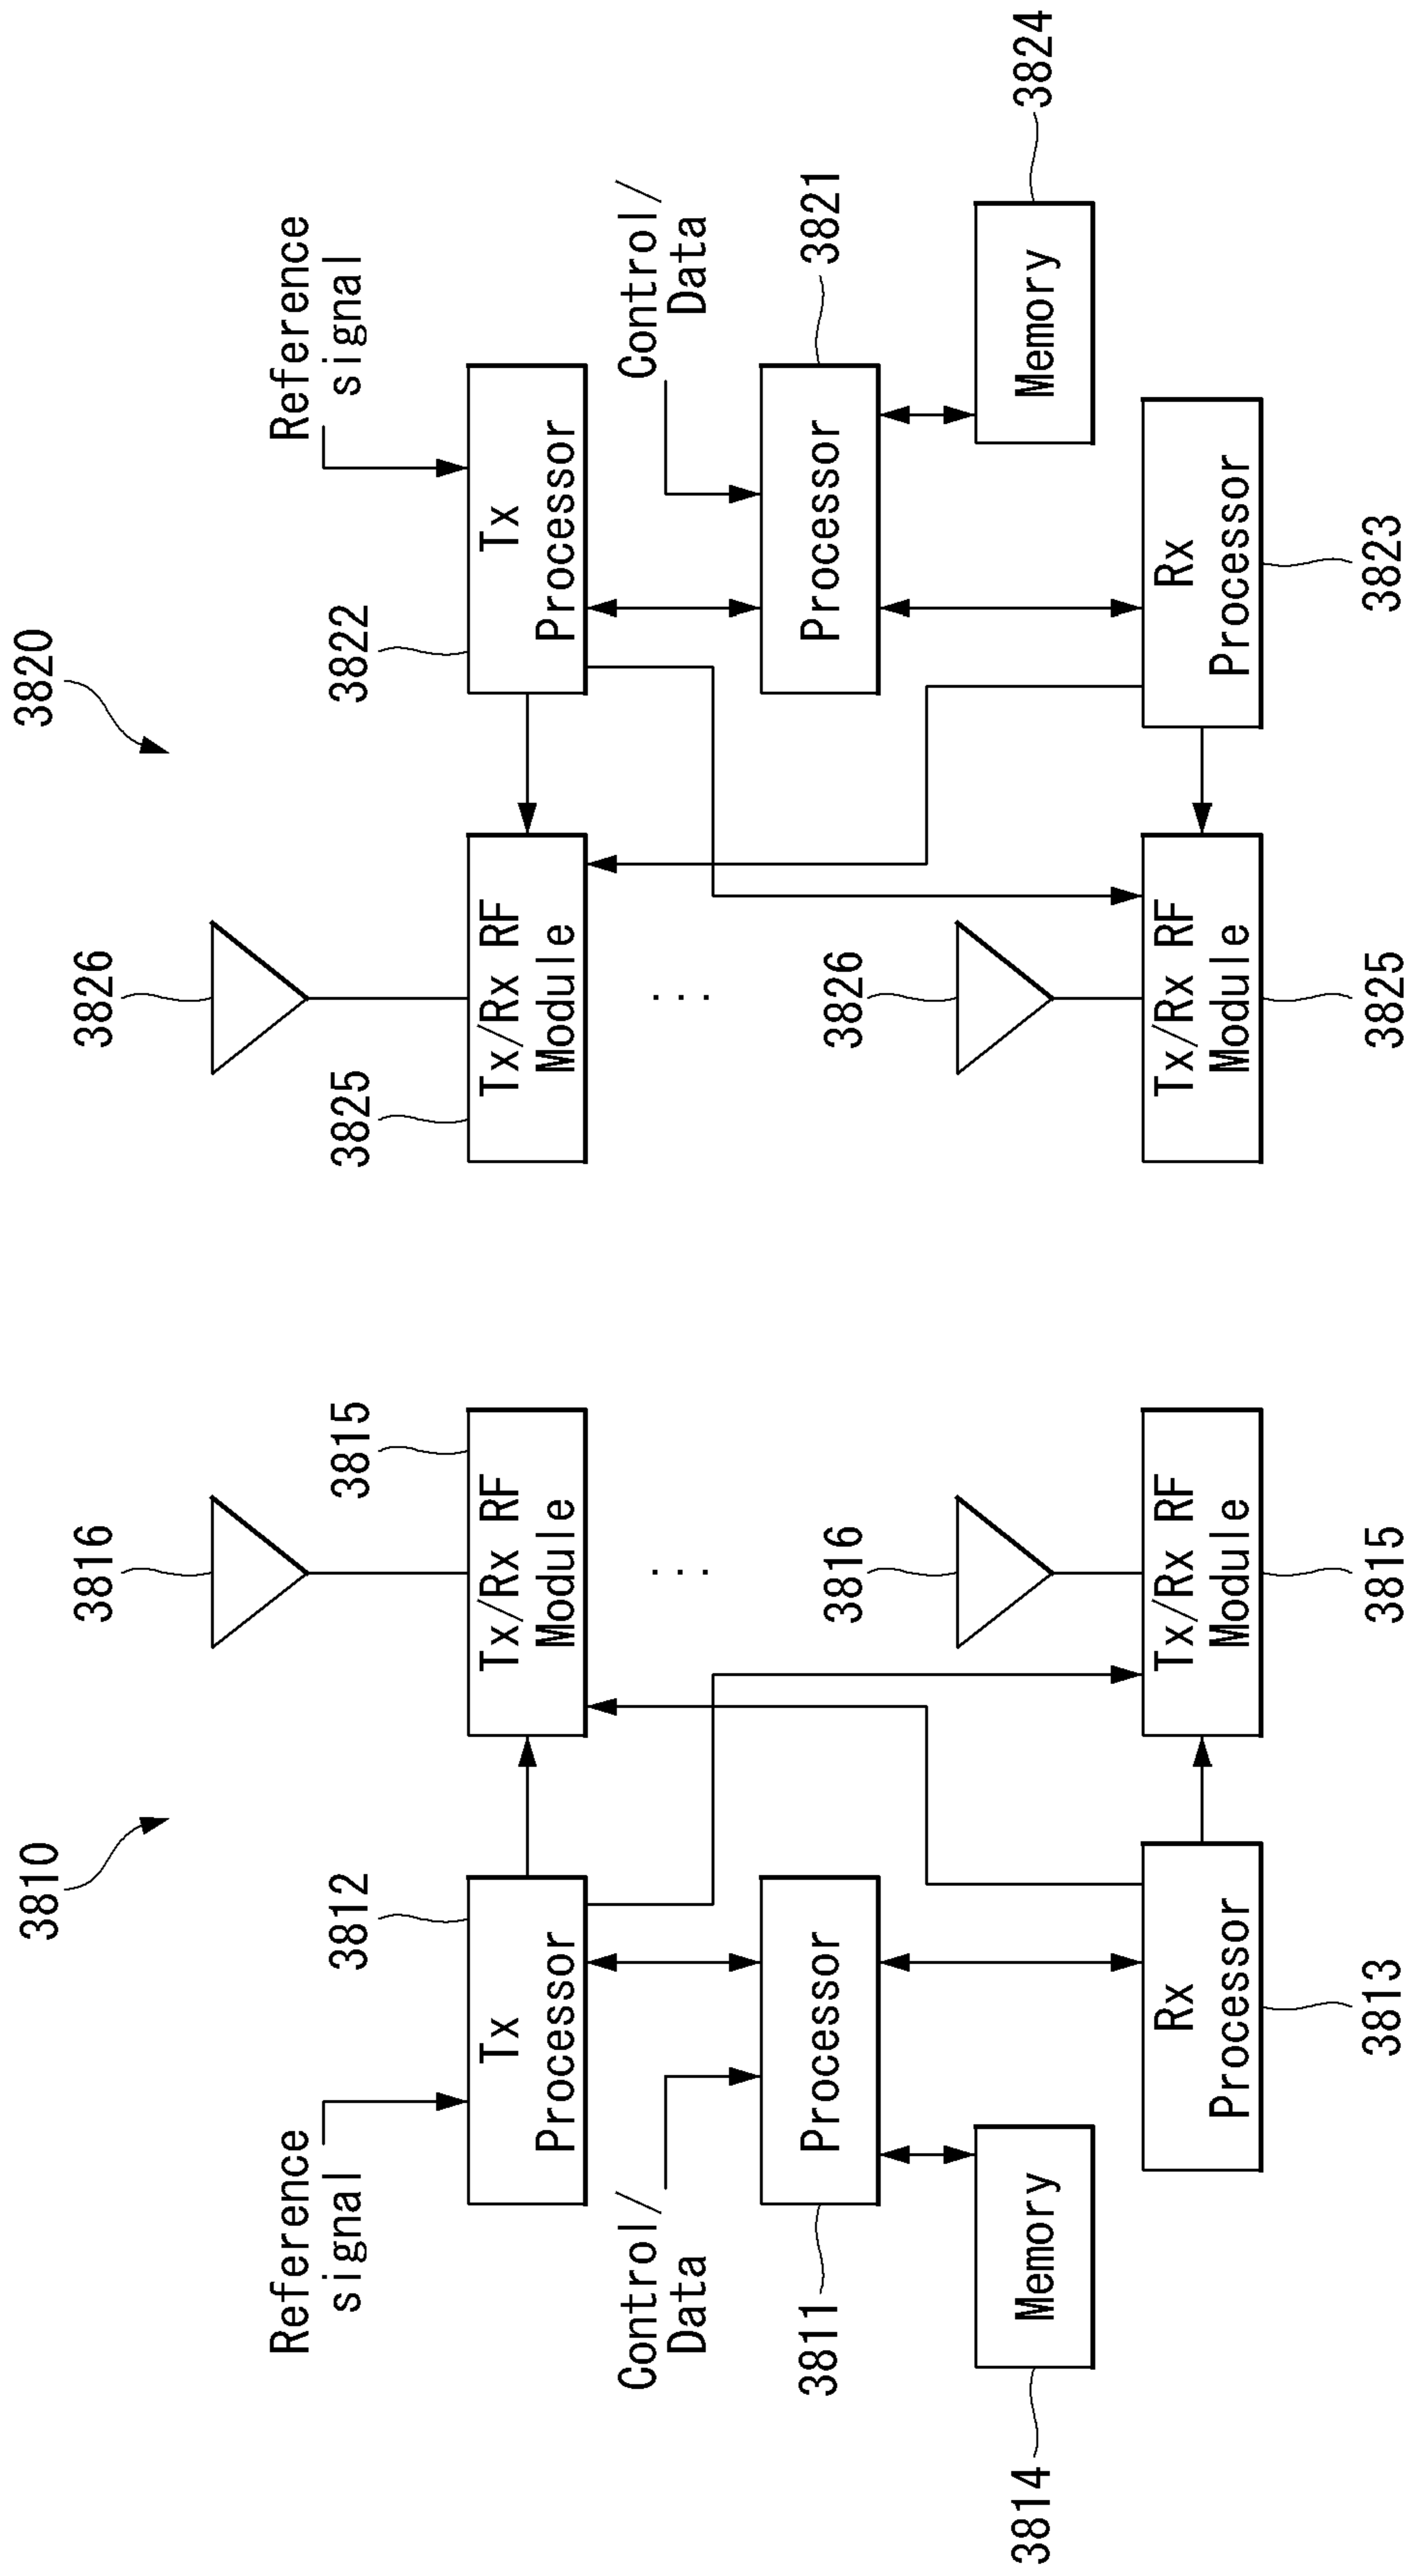 3810
3820
3816
3826
Reference
signal
3812
3815
3825
3822
Reference
signal
Tx
Processor
Tx/Rx RF
Module
Tx/Rx RF
Module
Tx
Processor
Control/
Data
...
...
Control/
Data
3811
Processor
3816
3826
Processor
3821
3814
Memory
Memory
3824
Rx
Processor
Tx/Rx RF
Module
Tx/Rx RF
Module
Rx
Processor
3813
3815
3825
3823